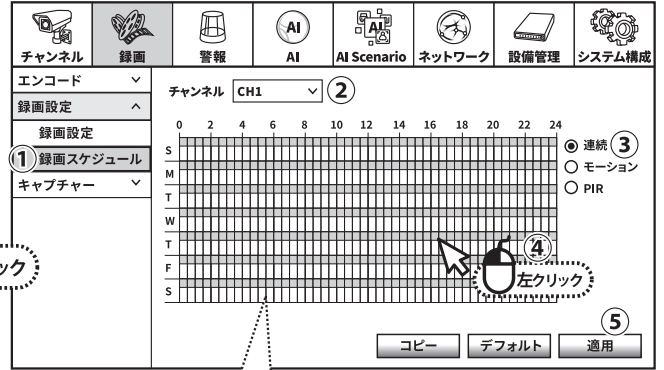 チャンネル 録画 警報 AI AI Scenario ネットワーク 設備管理 システム構成
AI AI
エンコード
録画設定
録画設定
① 録画スケジュール
キャプチャー
チャンネル CH1 ②
0 2 4 6 8 10 12 14 16 18 20 22 24
S
M
T
W
T
F
S
連続 ③
モーション
PIR
④
左クリック
ック
⑤
コピー デフォルト 適用